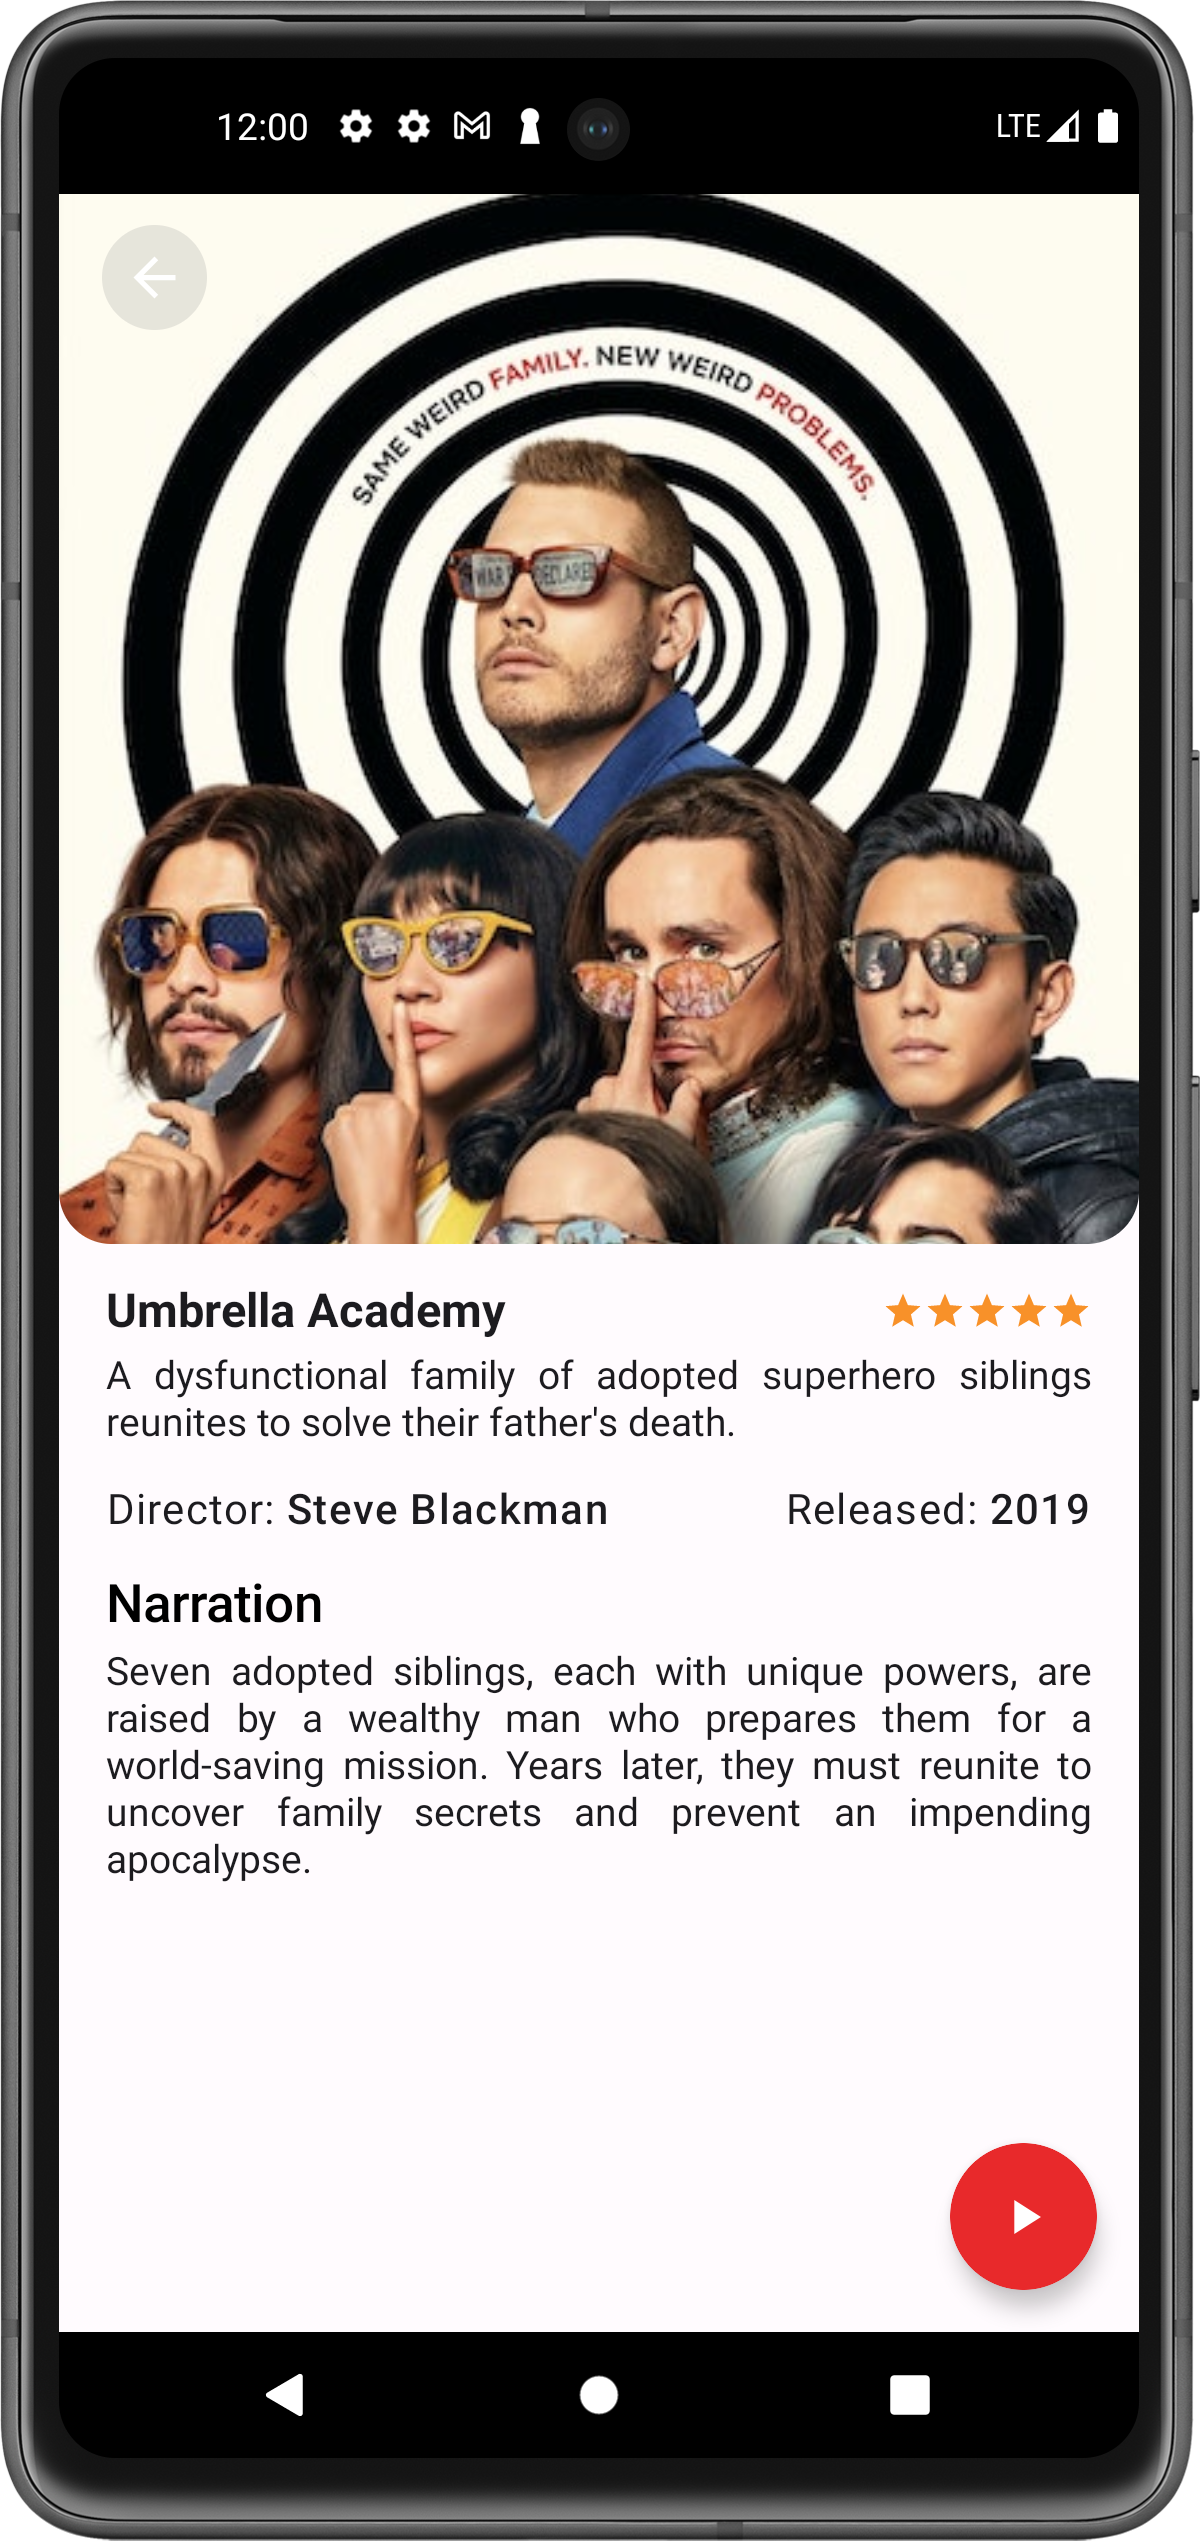 12:00
LTE
SAME WEIRD FAMILY. NEW WEIRD PROBLEMS.
WAR DECLARED
Umbrella Academy
A dysfunctional family of adopted superhero siblings
reunites to solve their father's death.
Director: Steve Blackman
Released: 2019
Narration
Seven adopted siblings, each with unique powers, are
raised by a wealthy man who prepares them for a
world-saving mission. Years later, they must reunite to
uncover family secrets and prevent an impending
apocalypse.